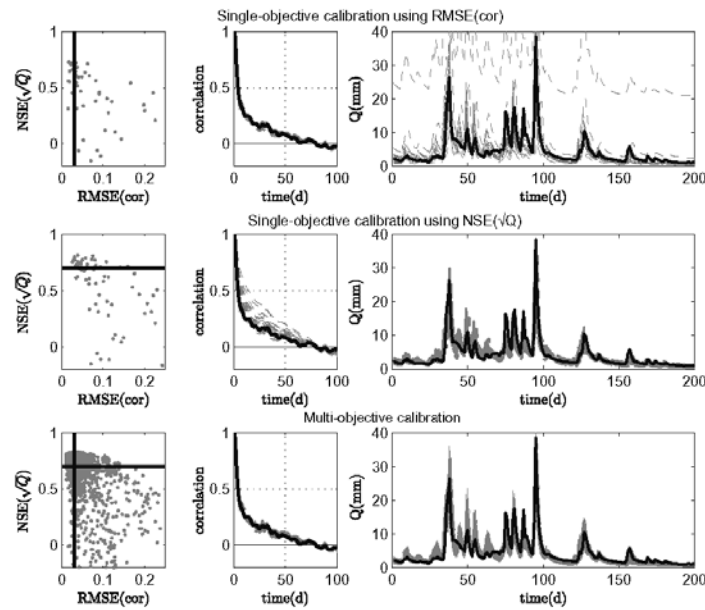 Single-objective calibration using RMSE(cor)
NSE(√Q)
1
0.5
0
0 0.1 0.2
RMSE(cor)
correlation
1
0.5
0
0 50 100
time(d)
Q(mm)
40
30
20
10
0
0 50 100 150 200
time(d)
Single-objective calibration using NSE(√Q)
NSE(√Q)
1
0.5
0
0 0.1 0.2
RMSE(cor)
correlation
1
0.5
0
0 50 100
time(d)
Q(mm)
40
30
20
10
0
0 50 100 150 200
time(d)
Multi-objective calibration
NSE(√Q)
1
0.5
0
0 0.1 0.2
RMSE(cor)
correlation
1
0.5
0
0 50 100
time(d)
Q(mm)
40
30
20
10
0
0 50 100 150 200
time(d)